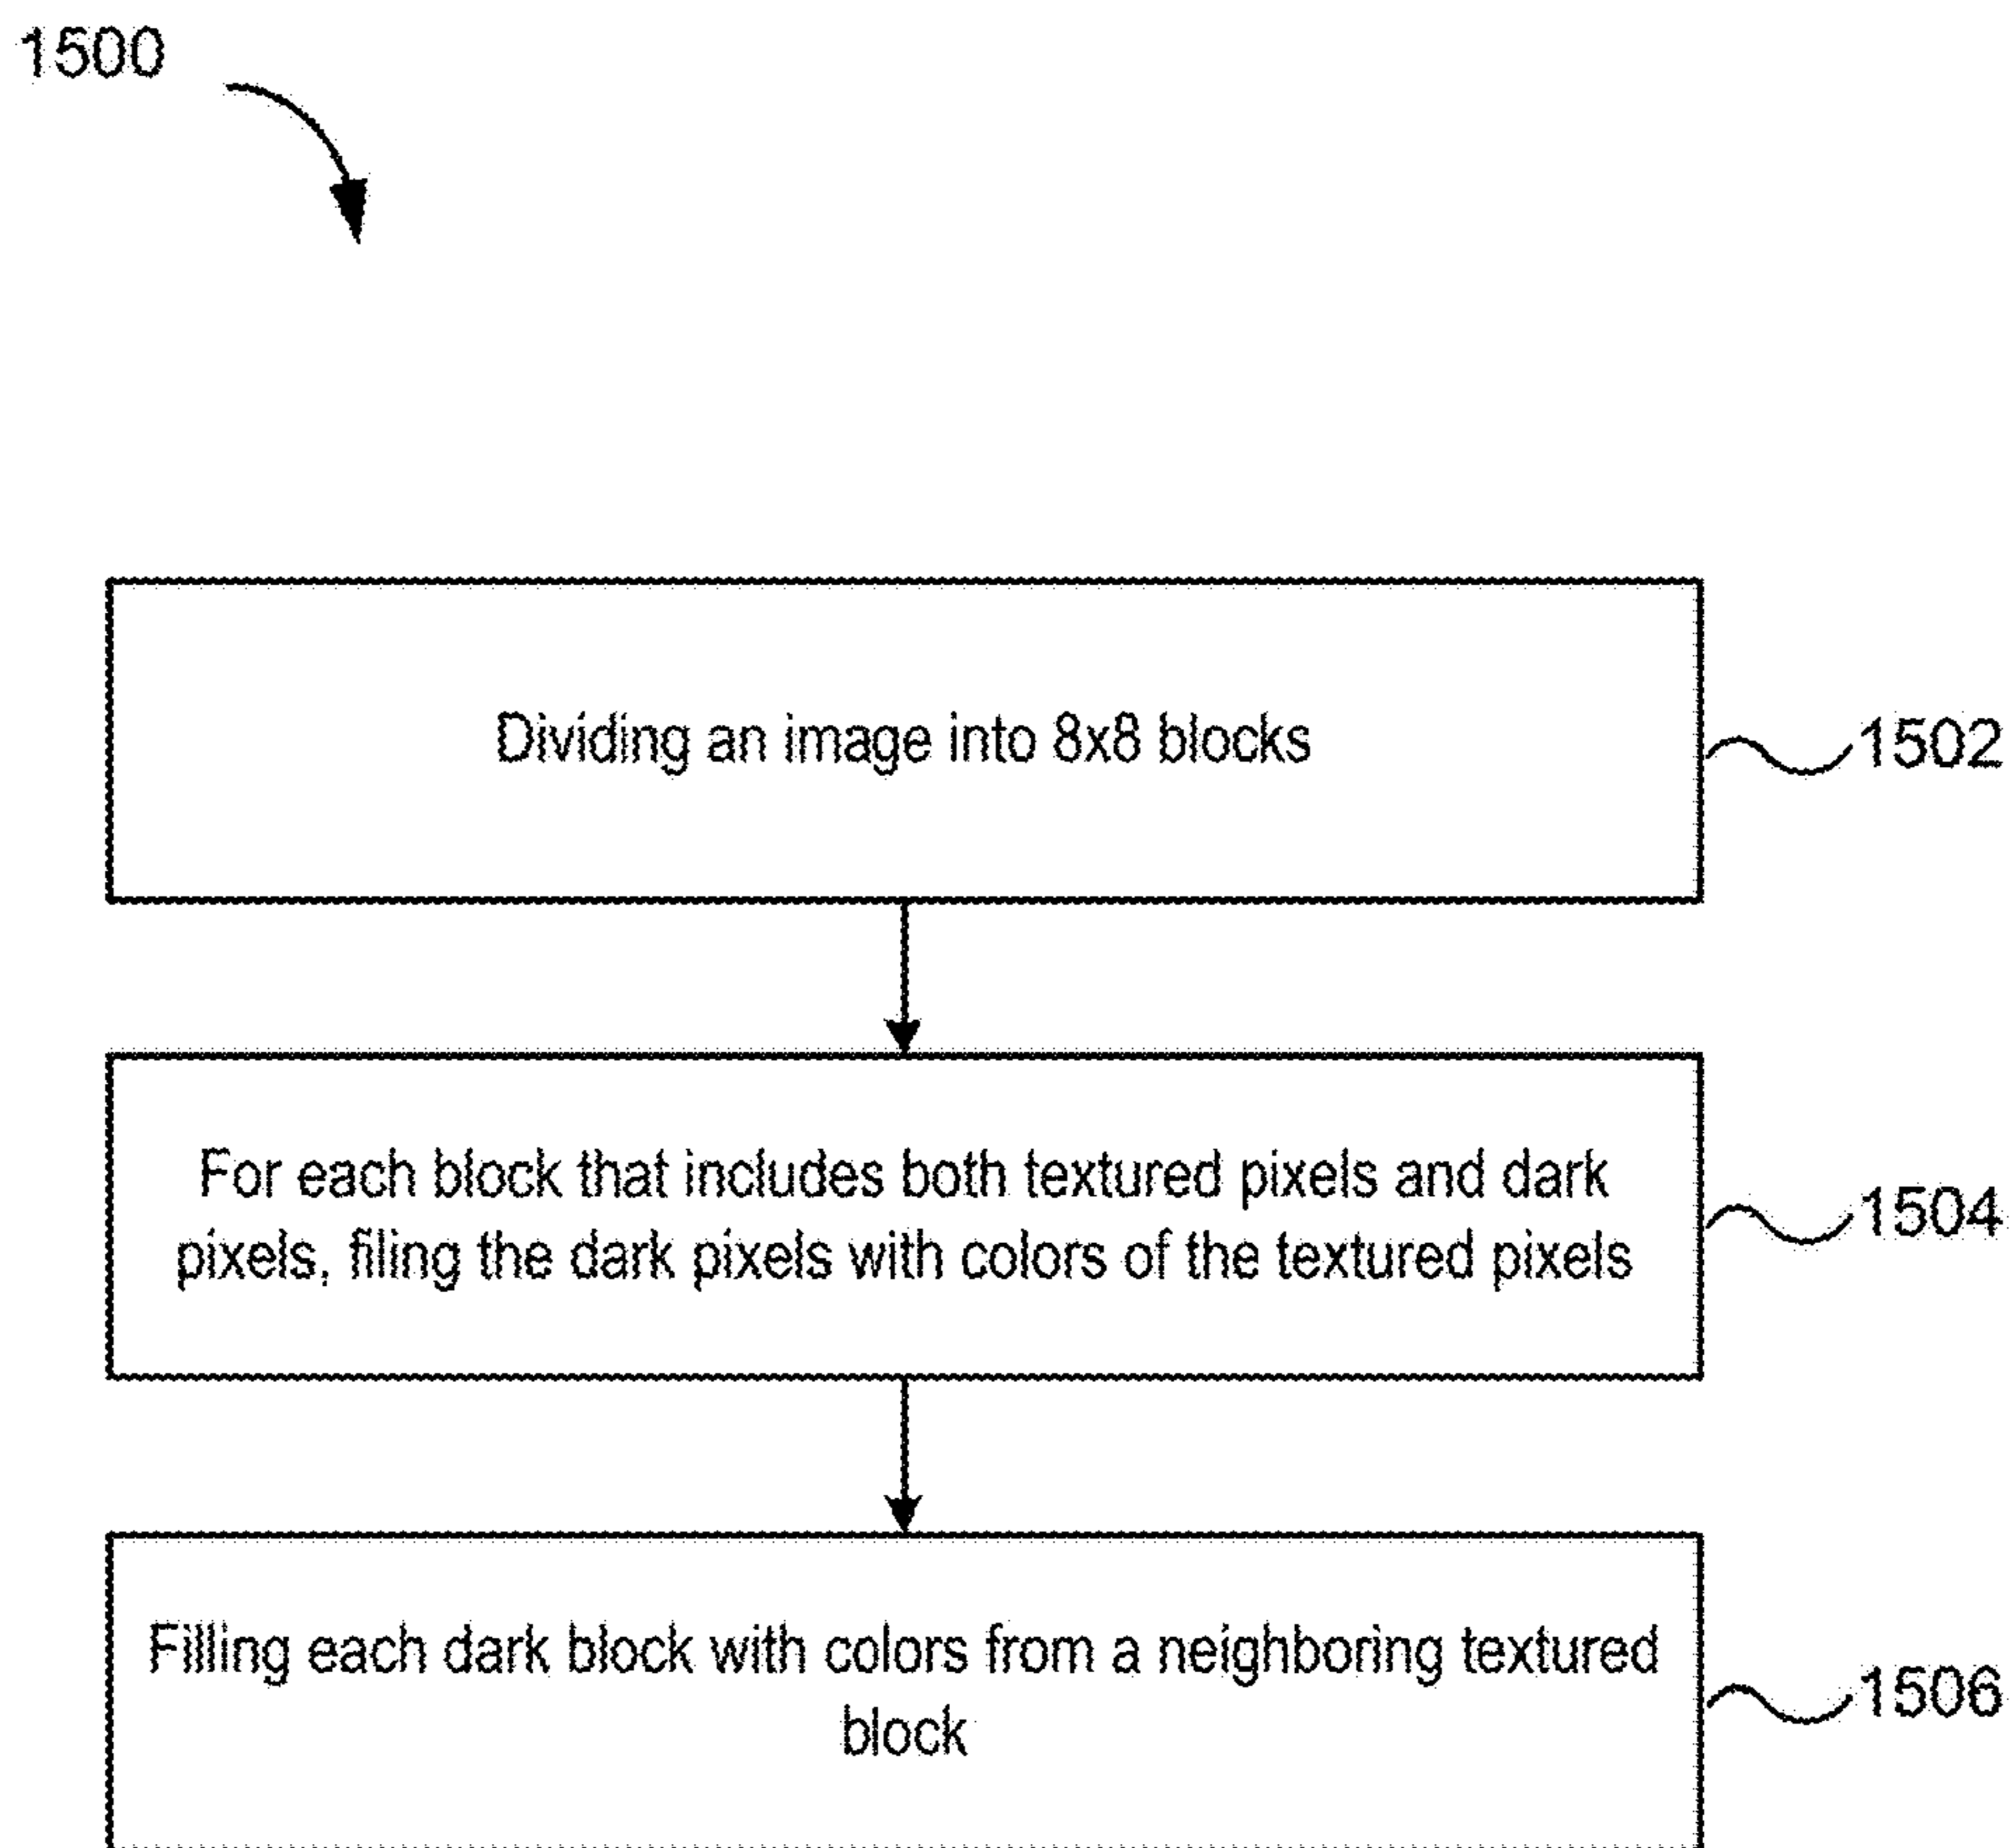 1500
Dividing an image into 8x8 blocks
1502
For each block that includes both textured pixels and dark
pixels, filing the dark pixels with colors of the textured pixels
1504
Filling each dark block with colors from a neighboring textured
block
1506